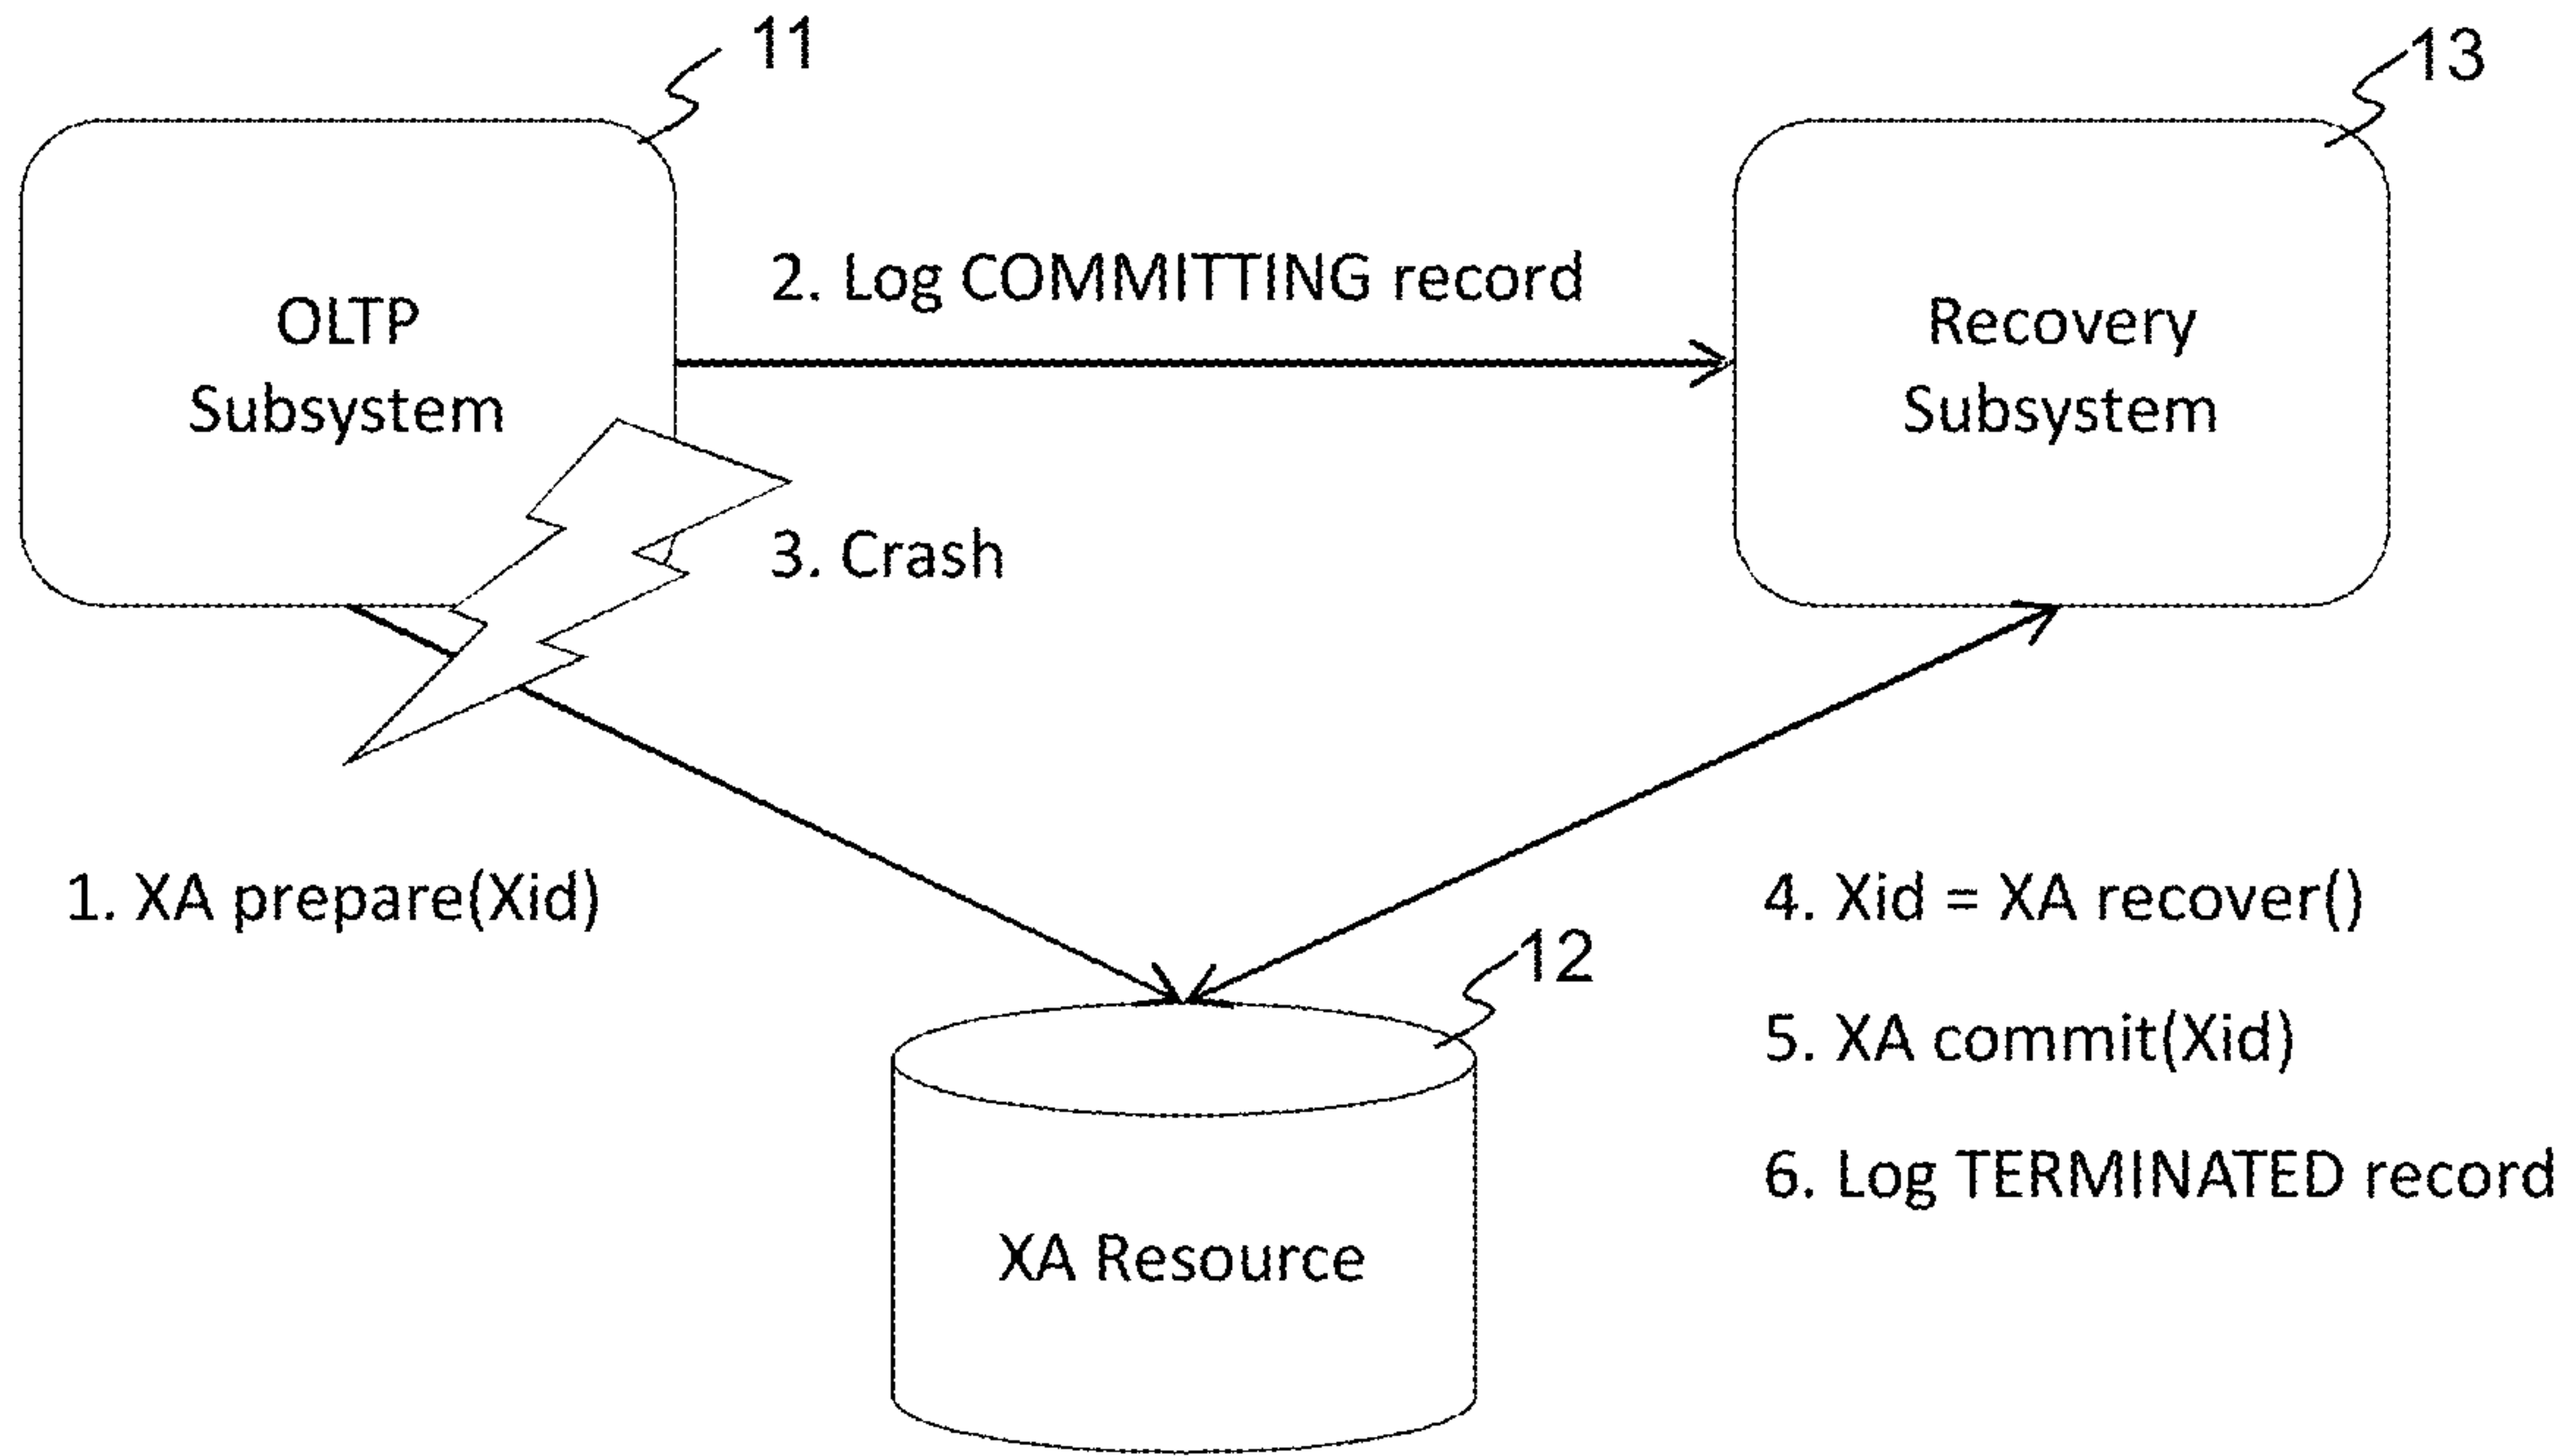 11
13
OLTP
Subsystem
2. Log COMMITTING record
Recovery
Subsystem
3. Crash
1. XA prepare(Xid)
4. Xid = XA recover()
12
5. XA commit(Xid)
6. Log TERMINATED record
XA Resource